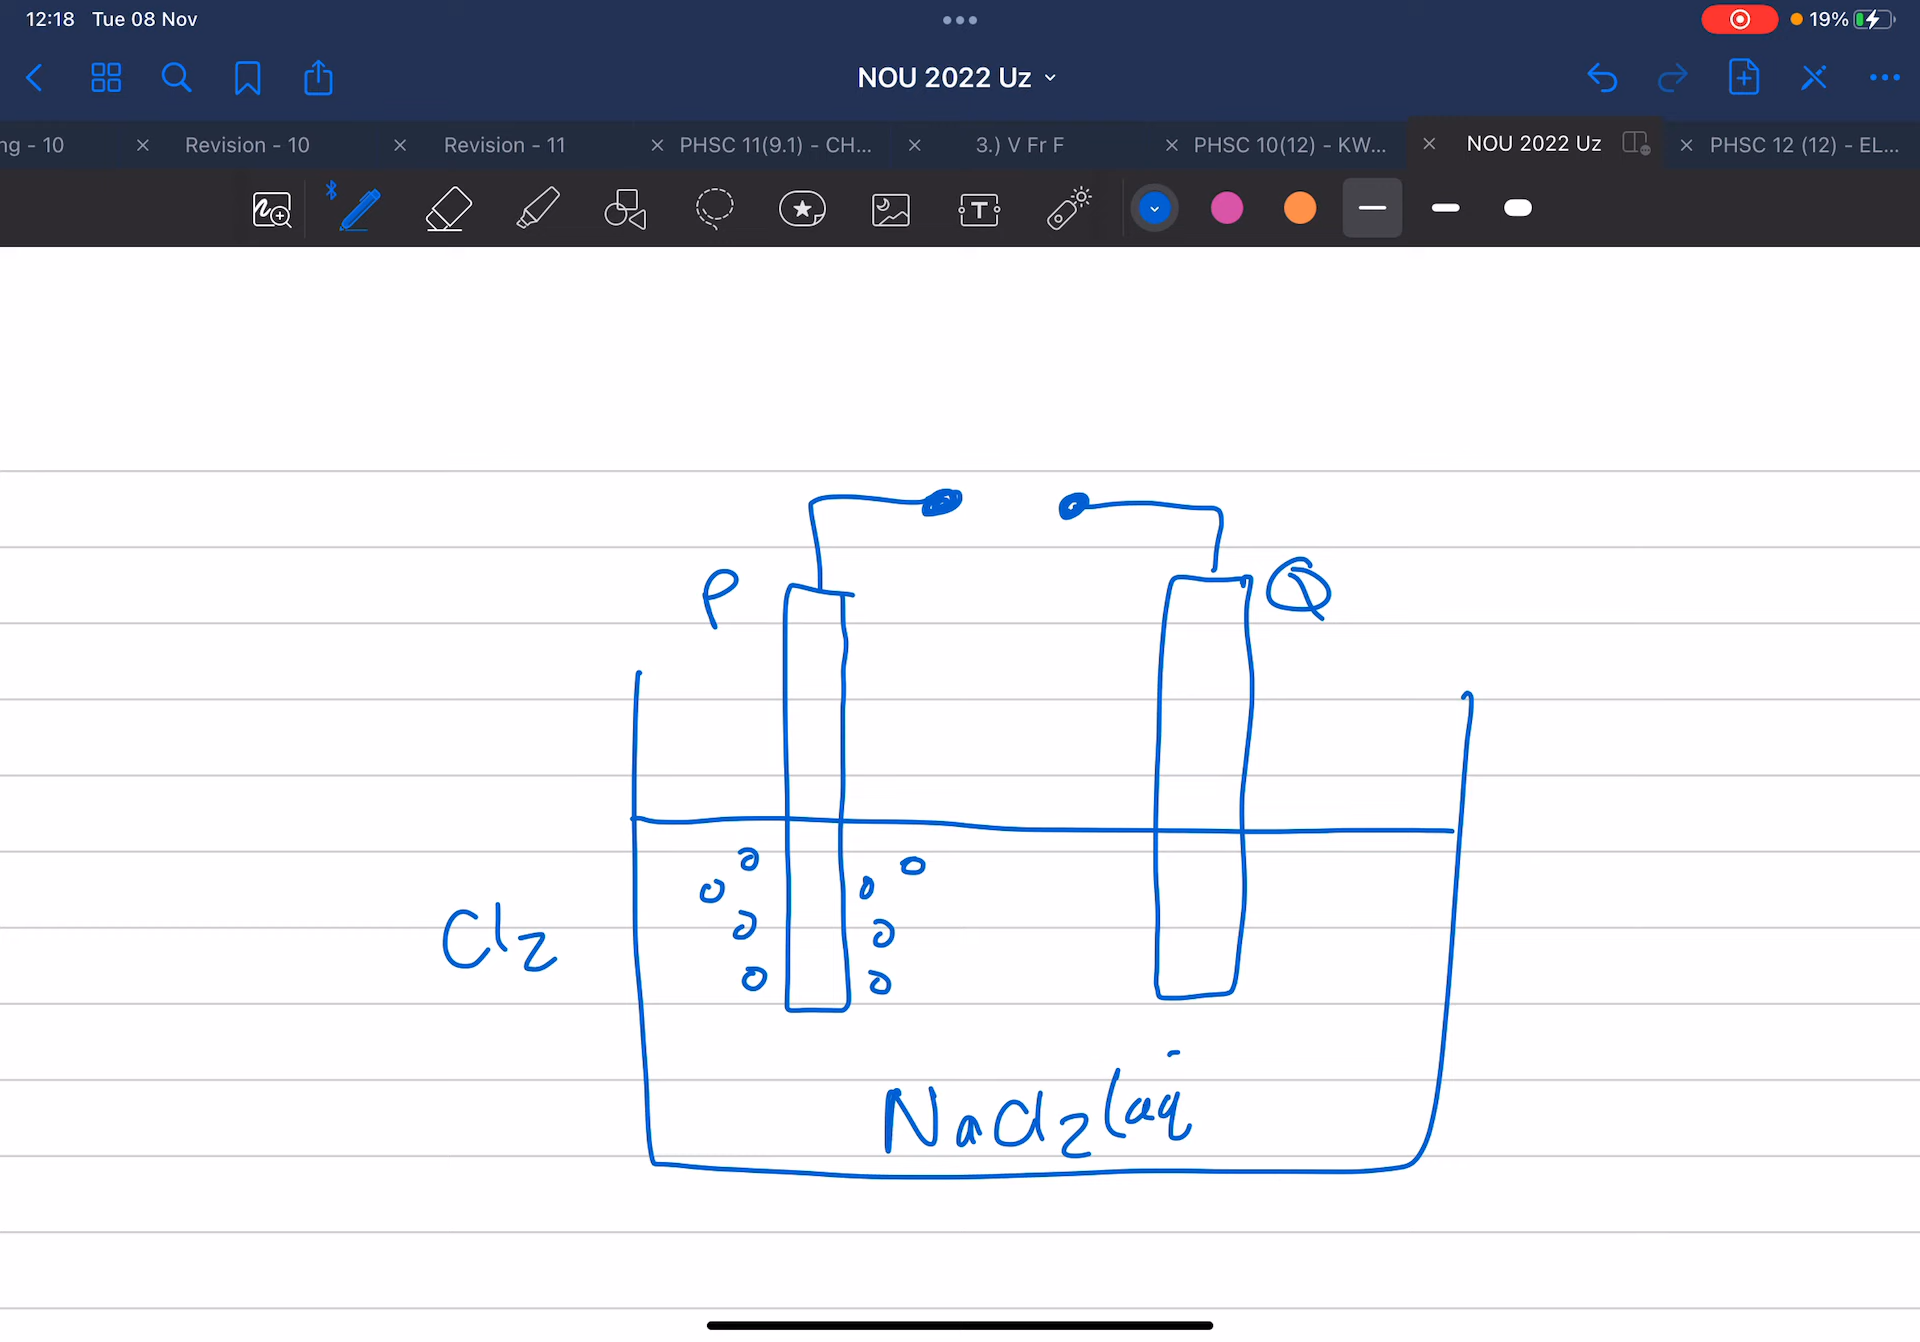 12:18 Tue 08 Nov
19%
NOU 2022 Uz
ng - 10
Revision - 10
Revision - 11
PHSC 11(9.1) - CH...
3.) V Fr F
PHSC 10(12) - KW...
NOU 2022 Uz
PHSC 12 (12) - EL...
T
P
Q
Cl2
NaCl2(aq